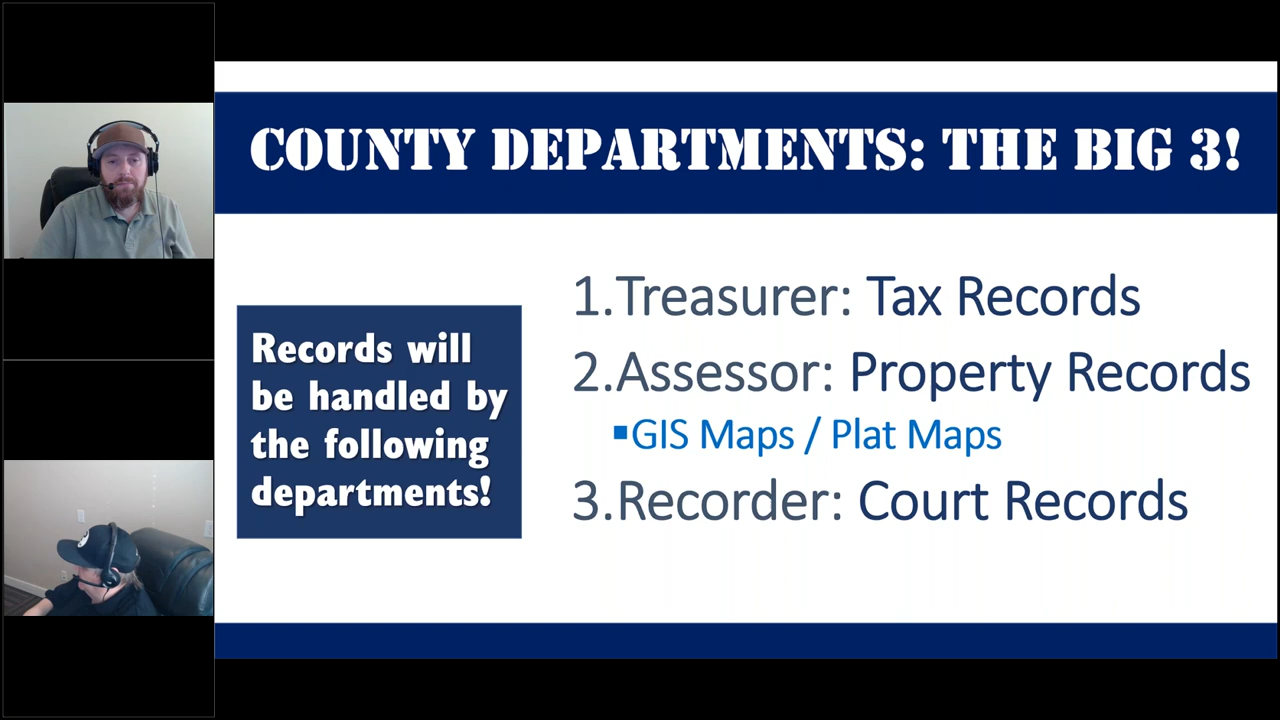 COUNTY DEPARTMENTS: THE BIG 3!
Records will
be handled by
the following
departments!
1.Treasurer: Tax Records
2.Assessor: Property Records
▪GIS Maps / Plat Maps
3.Recorder: Court Records